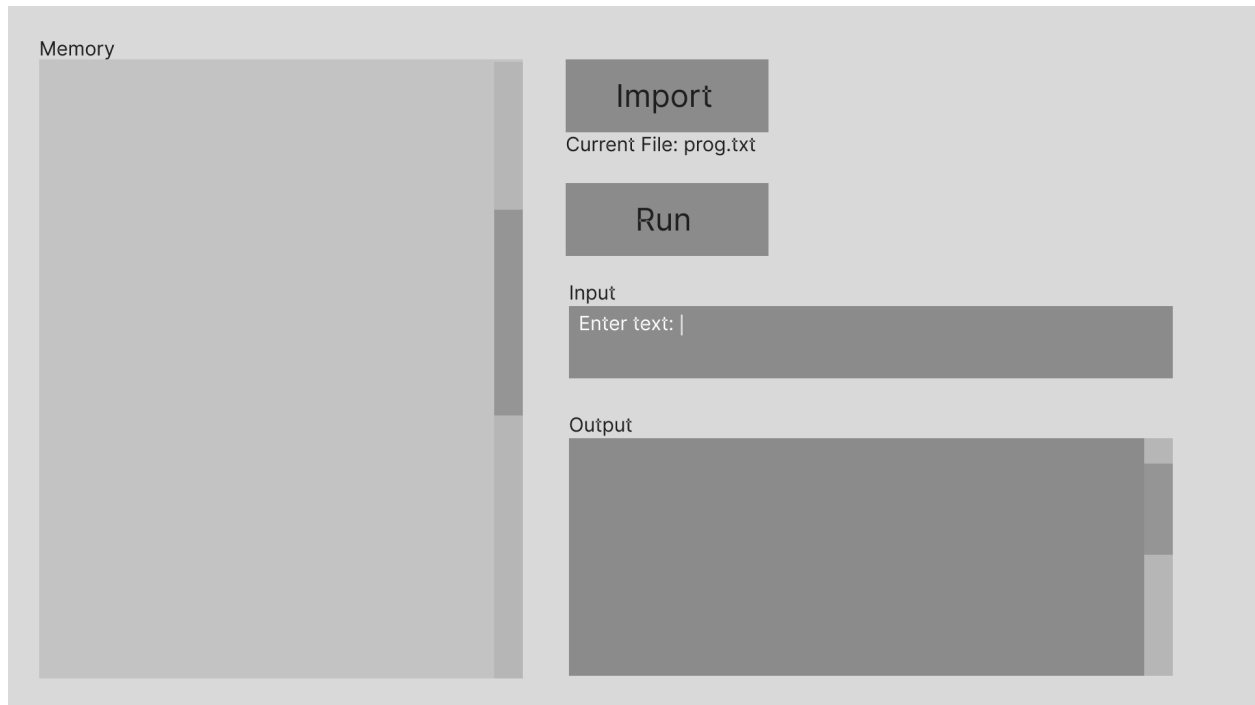 Memory
Import
Current File: prog.txt
Run
Input
Enter text: |
Output